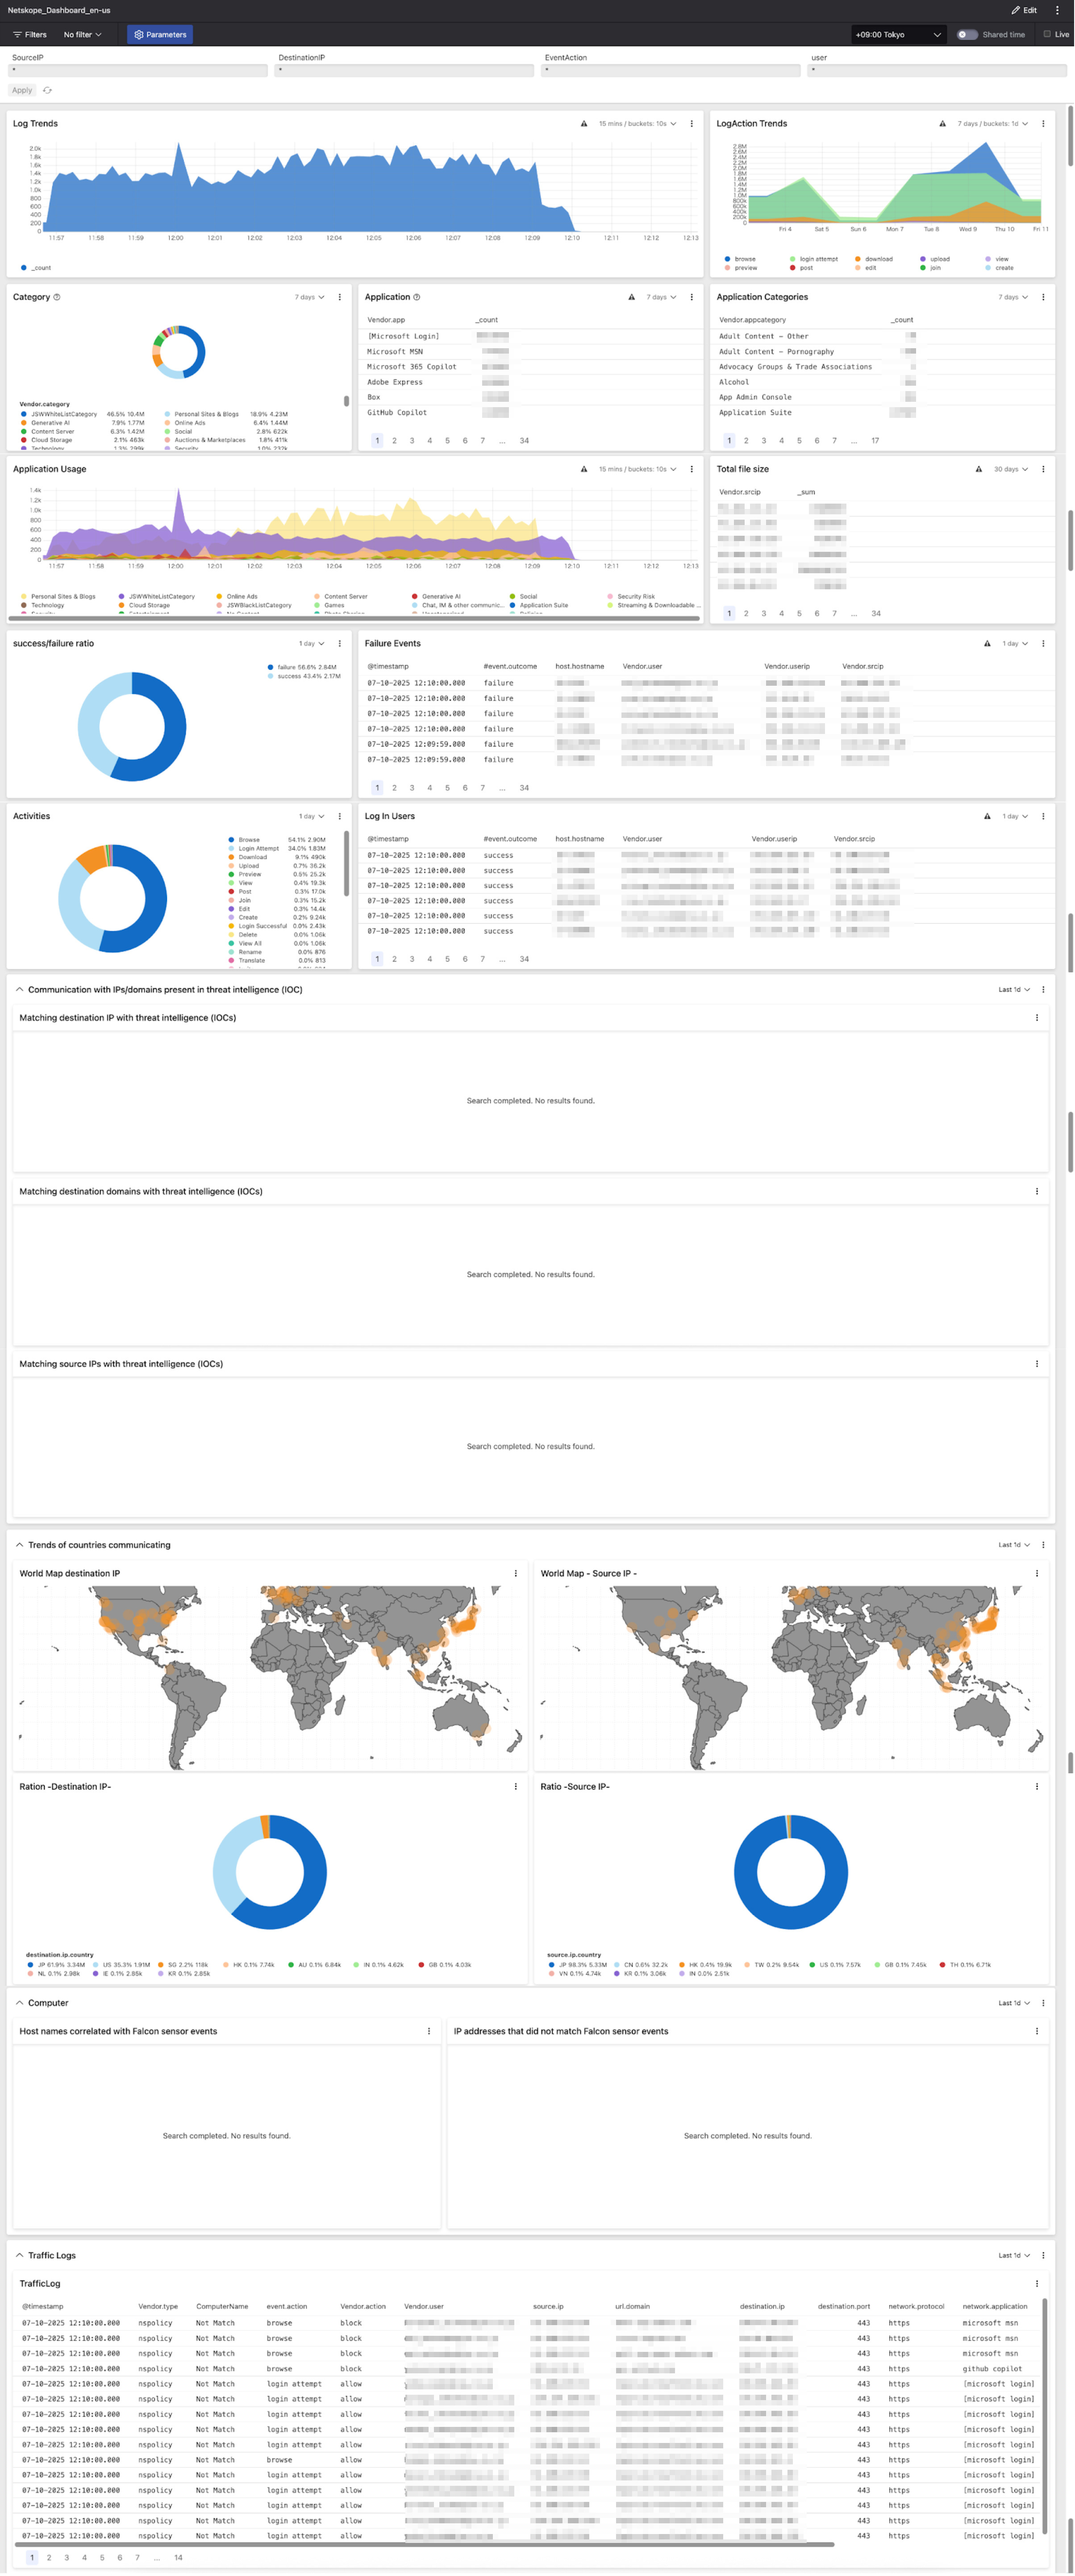 Netskope_Dashboard_en-us
Edit
Filters No filter Parameters +09:00 Tokyo Shared time Live
SourceIP DestinationIP EventAction user
* * * *
Apply
Log Trends 15 mins / buckets: 10s
2.0k
1.8k
1.6k
1.4k
1.2k
1.0k
800
600
400
200
0
11:57 11:58 11:59 12:00 12:01 12:02 12:03 12:04 12:05 12:06 12:07 12:08 12:09 12:10 12:11 12:12 12:13
_count
LogAction Trends 7 days / buckets: 1d
2.8M
2.6M
2.4M
2.2M
2.0M
1.8M
1.6M
1.4M
1.2M
1.0M
800k
600k
400k
200k
0
Fri 4 Sat 5 Sun 6 Mon 7 Tue 8 Wed 9 Thu 10 Fri 11
browse login attempt download upload view
preview post edit join create
Category 7 days
Vendor.category
JSWWhiteListCategory 46.5% 10.4M Personal Sites & Blogs 18.9% 4.23M
Generative AI 7.9% 1.77M Online Ads 6.4% 1.44M
Content Server 6.3% 1.42M Social 2.8% 622k
Cloud Storage 2.1% 463k Auctions & Marketplaces 1.8% 411k
Technology 1.3% 299k Security 1.0% 232k
Application 7 days
Vendor.app _count
[Microsoft Login]
Microsoft MSN
Microsoft 365 Copilot
Adobe Express
Box
GitHub Copilot
1 2 3 4 5 6 7 ... 34
Application Categories 7 days
Vendor.appcategory _count
Adult Content - Other
Adult Content - Pornography
Advocacy Groups & Trade Associations
Alcohol
App Admin Console
Application Suite
1 2 3 4 5 6 7 ... 17
Application Usage 15 mins / buckets: 10s
1.4k
1.2k
1.0k
800
600
400
200
0
11:57 11:58 11:59 12:00 12:01 12:02 12:03 12:04 12:05 12:06 12:07 12:08 12:09 12:10 12:11 12:12 12:13
Personal Sites & Blogs JSWWhiteListCategory Online Ads Content Server Generative AI Social Security Risk
Technology Cloud Storage JSWBlackListCategory Games Chat, IM & other communic... Application Suite Streaming & Downloadable ...
Total file size 30 days
Vendor.srcip _sum
1 2 3 4 5 6 7 ... 34
success/failure ratio 1 day
failure 56.6% 2.84M
success 43.4% 2.17M
Failure Events 1 day
@timestamp #event.outcome host.hostname Vendor.user Vendor.userip Vendor.srcip
07-10-2025 12:10:00.000 failure
07-10-2025 12:10:00.000 failure
07-10-2025 12:10:00.000 failure
07-10-2025 12:10:00.000 failure
07-10-2025 12:09:59.000 failure
07-10-2025 12:09:59.000 failure
1 2 3 4 5 6 7 ... 34
Activities 1 day
Browse 54.1% 2.90M
Login Attempt 34.0% 1.83M
Download 9.1% 490k
Upload 0.7% 36.2k
Preview 0.5% 25.2k
View 0.4% 19.3k
Post 0.3% 17.0k
Join 0.3% 15.2k
Edit 0.3% 14.4k
Create 0.2% 9.24k
Login Successful 0.0% 2.43k
Delete 0.0% 1.06k
View All 0.0% 1.06k
Rename 0.0% 876
Translate 0.0% 813
Log In Users 1 day
@timestamp #event.outcome host.hostname Vendor.user Vendor.userip Vendor.srcip
07-10-2025 12:10:00.000 success
07-10-2025 12:10:00.000 success
07-10-2025 12:10:00.000 success
07-10-2025 12:10:00.000 success
07-10-2025 12:10:00.000 success
07-10-2025 12:10:00.000 success
1 2 3 4 5 6 7 ... 34
Communication with IPs/domains present in threat intelligence (IOC) Last 1d
Matching destination IP with threat intelligence (IOCs)
Search completed. No results found.
Matching destination domains with threat intelligence (IOCs)
Search completed. No results found.
Matching source IPs with threat intelligence (IOCs)
Search completed. No results found.
Trends of countries communicating Last 1d
World Map destination IP World Map - Source IP -
Ration -Destination IP- Ratio -Source IP-
destination.ip.country
JP 61.9% 3.34M US 35.3% 1.91M SG 2.2% 118k HK 0.1% 7.74k AU 0.1% 6.84k IN 0.1% 4.62k GB 0.1% 4.03k
NL 0.1% 2.98k IE 0.1% 2.85k KR 0.1% 2.85k
source.ip.country
JP 98.3% 5.33M CN 0.6% 32.2k HK 0.4% 19.9k TW 0.2% 9.54k US 0.1% 7.57k GB 0.1% 7.45k TH 0.1% 6.71k
VN 0.1% 4.74k KR 0.1% 3.06k IN 0.0% 2.51k
Computer Last 1d
Host names correlated with Falcon sensor events IP addresses that did not match Falcon sensor events
Search completed. No results found. Search completed. No results found.
Traffic Logs Last 1d
TrafficLog
@timestamp Vendor.type ComputerName event.action Vendor.action Vendor.user source.ip url.domain destination.ip destination.port network.protocol network.application
07-10-2025 12:10:00.000 nspolicy Not Match browse block 443 https microsoft msn
07-10-2025 12:10:00.000 nspolicy Not Match browse block 443 https microsoft msn
07-10-2025 12:10:00.000 nspolicy Not Match browse block 443 https microsoft msn
07-10-2025 12:10:00.000 nspolicy Not Match browse block 443 https github copilot
07-10-2025 12:10:00.000 nspolicy Not Match login attempt allow 443 https [microsoft login]
07-10-2025 12:10:00.000 nspolicy Not Match login attempt allow 443 https [microsoft login]
07-10-2025 12:10:00.000 nspolicy Not Match login attempt allow 443 https [microsoft login]
07-10-2025 12:10:00.000 nspolicy Not Match login attempt allow 443 https [microsoft login]
07-10-2025 12:10:00.000 nspolicy Not Match login attempt allow 443 https [microsoft login]
07-10-2025 12:10:00.000 nspolicy Not Match browse allow 443 https [microsoft login]
07-10-2025 12:10:00.000 nspolicy Not Match login attempt allow 443 https [microsoft login]
07-10-2025 12:10:00.000 nspolicy Not Match login attempt allow 443 https [microsoft login]
07-10-2025 12:10:00.000 nspolicy Not Match login attempt allow 443 https [microsoft login]
07-10-2025 12:10:00.000 nspolicy Not Match login attempt allow 443 https [microsoft login]
07-10-2025 12:10:00.000 nspolicy Not Match login attempt allow 443 https [microsoft login]
1 2 3 4 5 6 7 ... 14